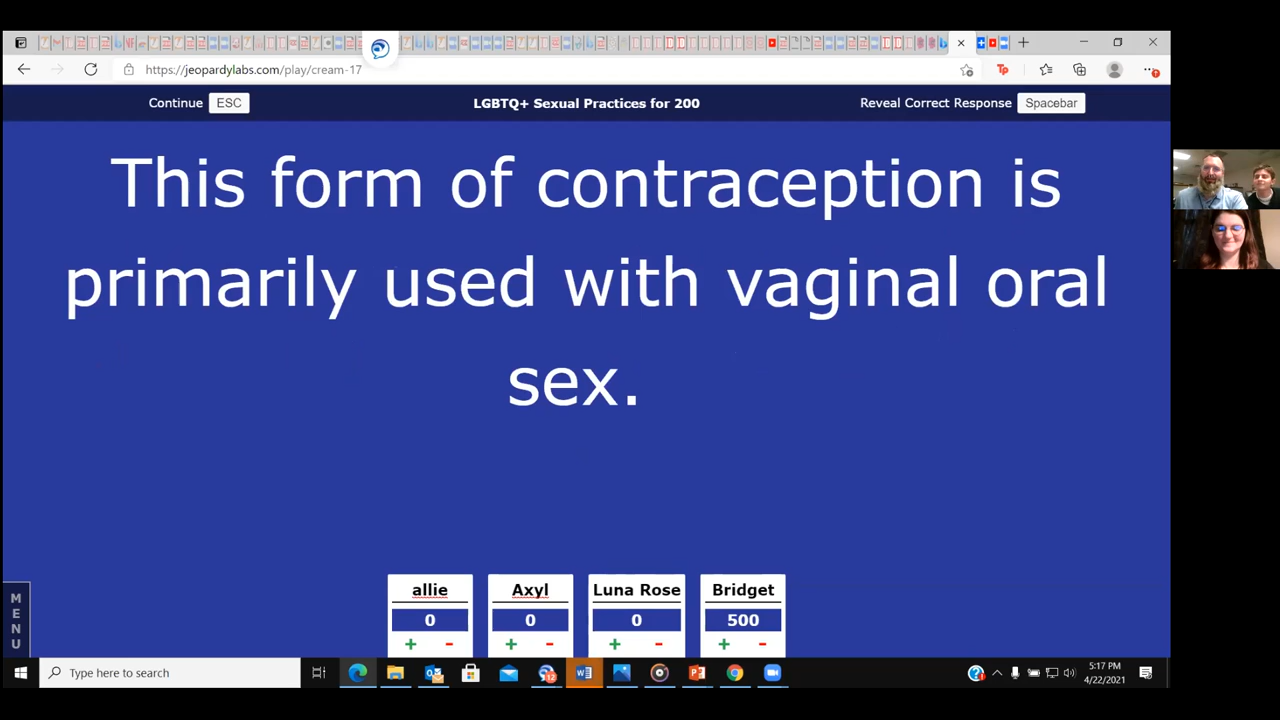 https://jeopardylabs.com/play/cream-17
Continue ESC
LGBTQ+ Sexual Practices for 200
Reveal Correct Response Spacebar
This form of contraception is
primarily used with vaginal oral
sex.
MENU
allie
0
+ -
Axyl
0
+ -
Luna Rose
0
+ -
Bridget
500
+ -
Type here to search
12
5:17 PM
4/22/2021